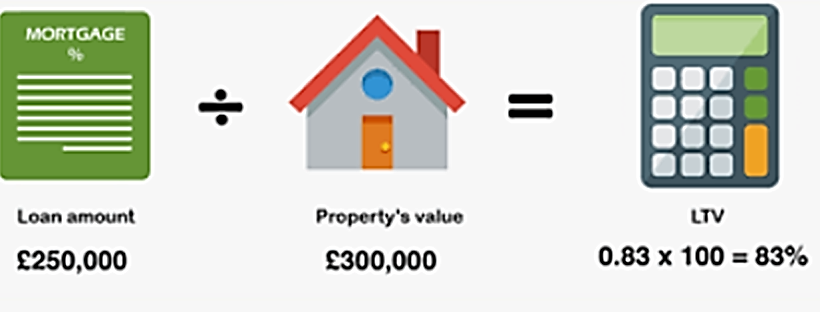 MORTGAGE
%
÷
=
Loan amount
Property's value
LTV
£250,000
£300,000
0.83 x 100 = 83%